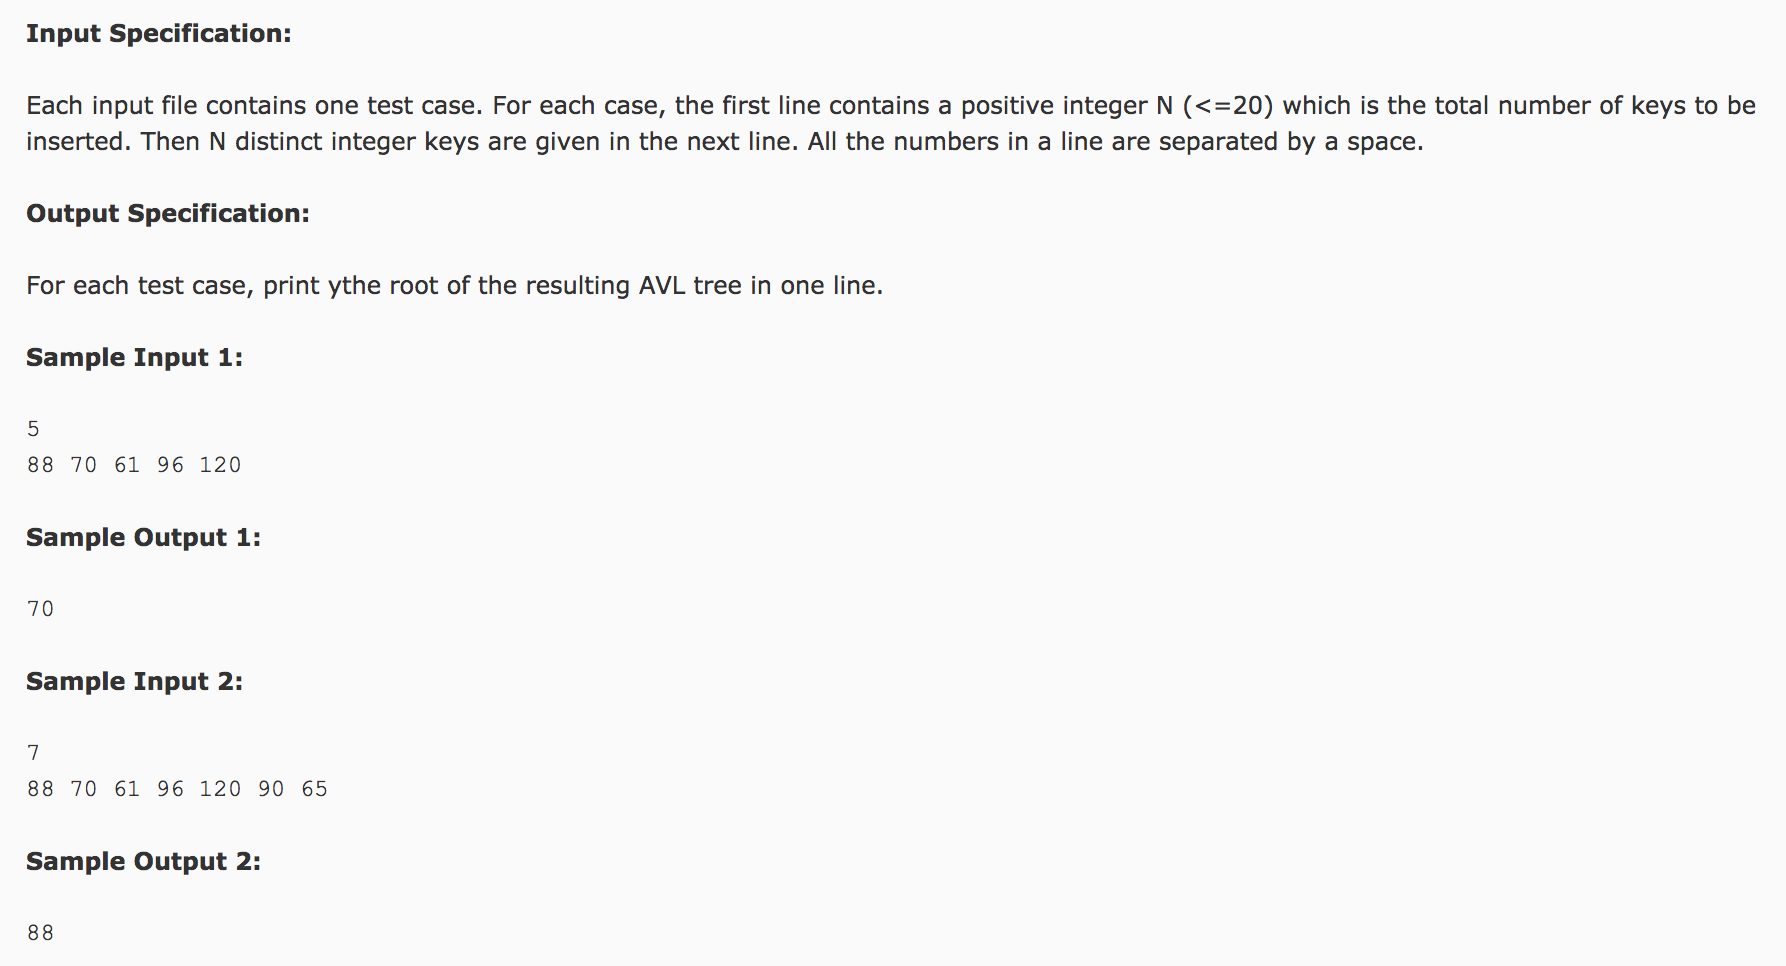 Input Specification:
Each input file contains one test case. For each case, the first line contains a positive integer N (<=20) which is the total number of keys to be
inserted. Then N distinct integer keys are given in the next line. All the numbers in a line are separated by a space.
Output Specification:
For each test case, print ythe root of the resulting AVL tree in one line.
Sample Input 1:
5
88 70 61 96 120
Sample Output 1:
70
Sample Input 2:
7
88 70 61 96 120 90 65
Sample Output 2:
88